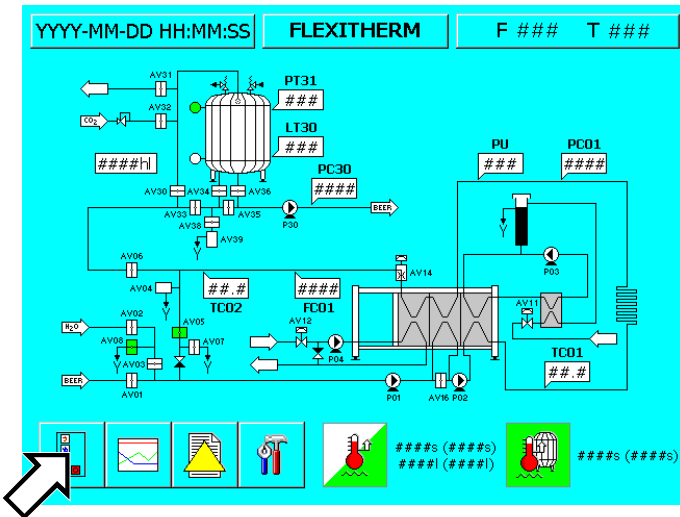 YYYY-MM-DD HH:MM:SS
FLEXITHERM
F ### T ###
AV31
PT31
###
AV32
CO2
LT30
###
####hl
PC30
####
PU
###
PC01
####
AV30
AV34
AV36
AV33
AV35
BEER
P30
AV38
AV39
AV06
AV14
P03
AV04
##.#
TC02
####
FC01
AV11
AV02
AV05
AV12
H2O
AV08
AV07
AV03
P04
TC01
##.#
BEER
AV01
P01
AV16
P02
####s (####s)
####l (####l)
####s (####s)